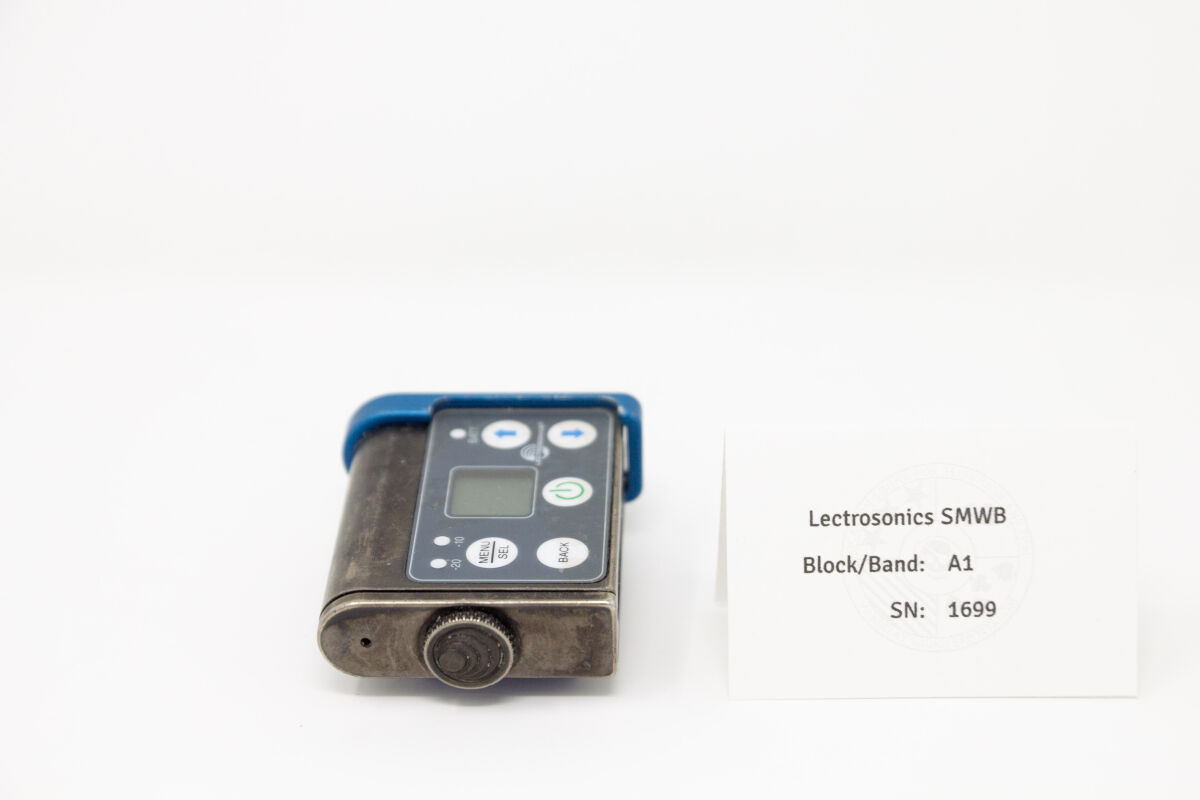 BATT
-10
-20
MENU
SEL
BACK
Lectrosonics SMWB
Block/Band: A1
SN: 1699